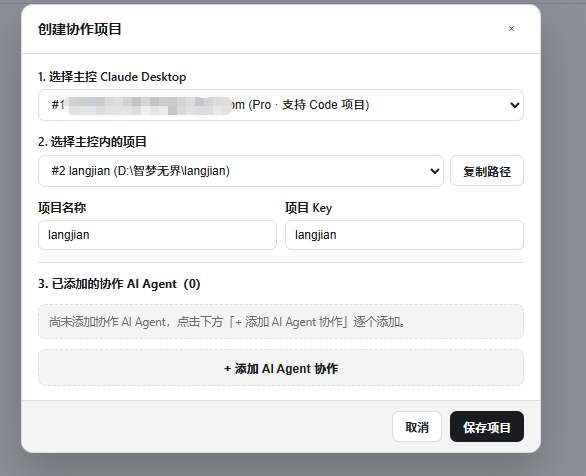 创建协作项目 ×
1. 选择主控 Claude Desktop
#1 om (Pro · 支持 Code 项目)
2. 选择主控内的项目
#2 langjian (D:\智梦无界\langjian)
复制路径
项目名称 项目 Key
langjian langjian
3. 已添加的协作 AI Agent（0）
尚未添加协作 AI Agent，点击下方「+ 添加 AI Agent 协作」逐个添加。
+ 添加 AI Agent 协作
取消 保存项目